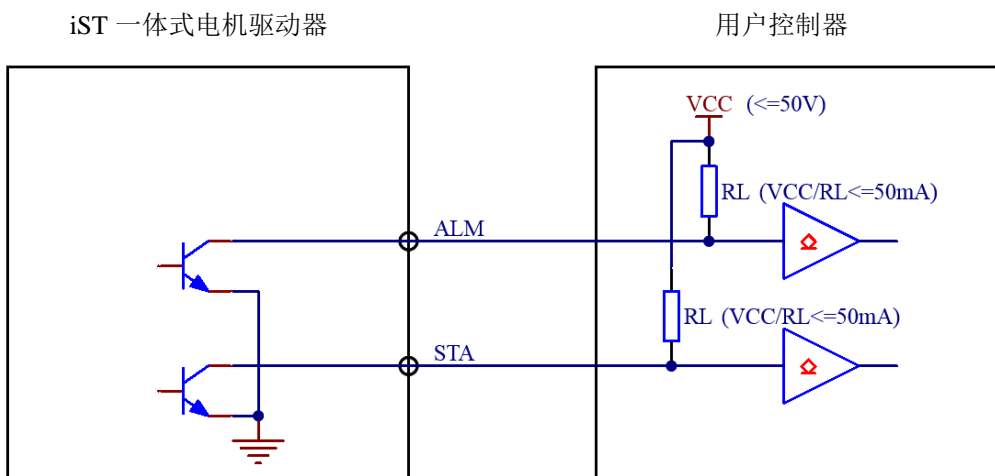 iST 一体式电机驱动器
用户控制器
VCC (<=50V)
RL (VCC/RL<=50mA)
ALM
RL (VCC/RL<=50mA)
STA